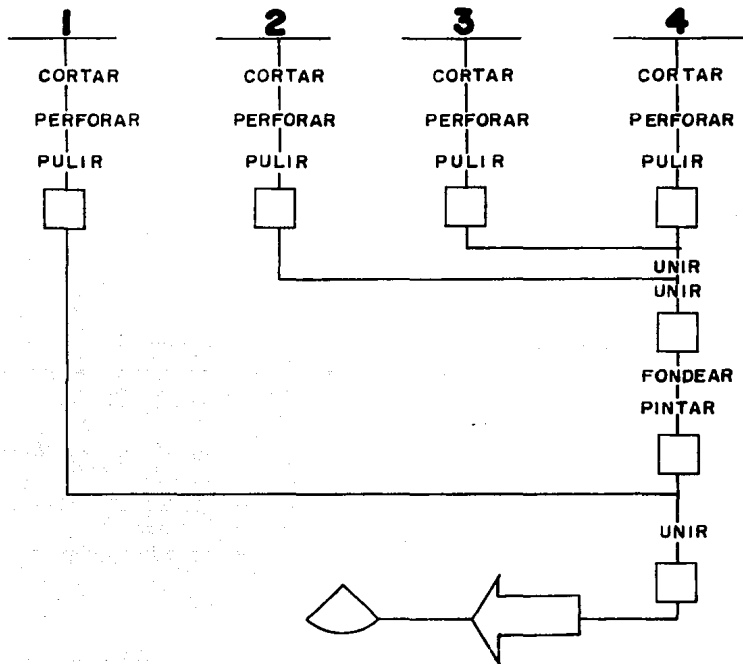 1 2 3 4
CORTAR CORTAR CORTAR CORTAR
PERFORAR PERFORAR PERFORAR PERFORAR
PULIR PULIR PULIR PULIR
UNIR
UNIR
FONDEAR
PINTAR
UNIR